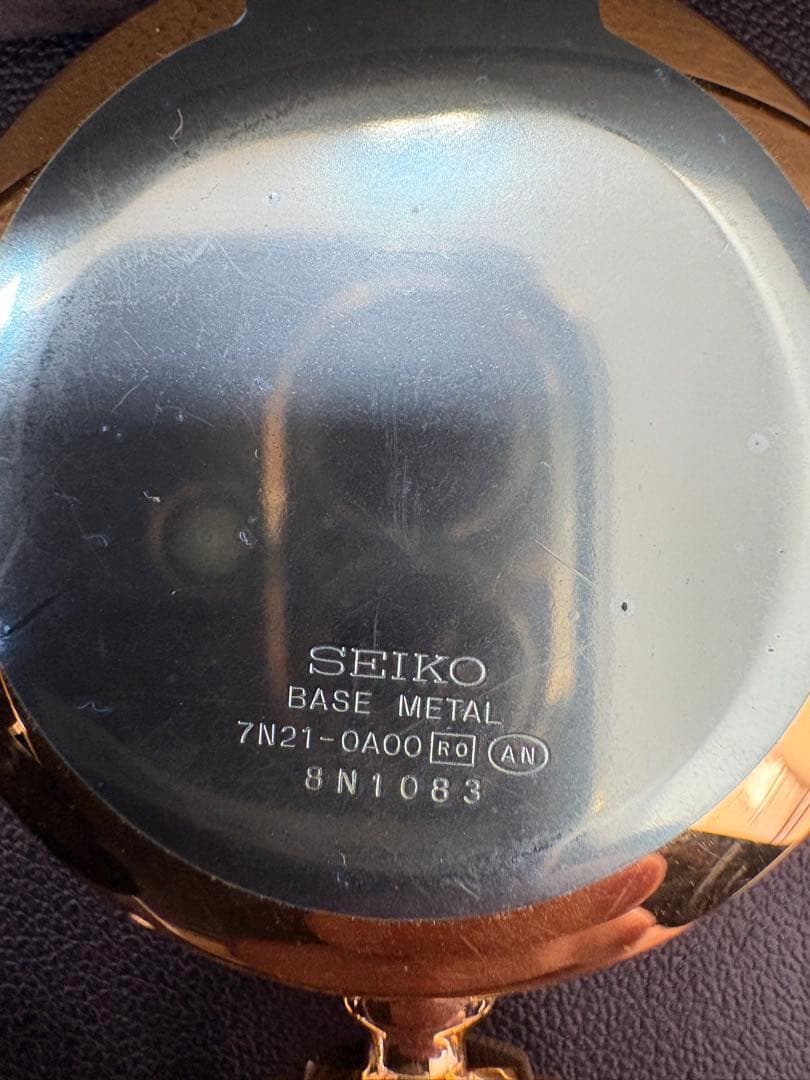 SEIKO
BASE METAL
7N21-0A00 RO AN
8N1083